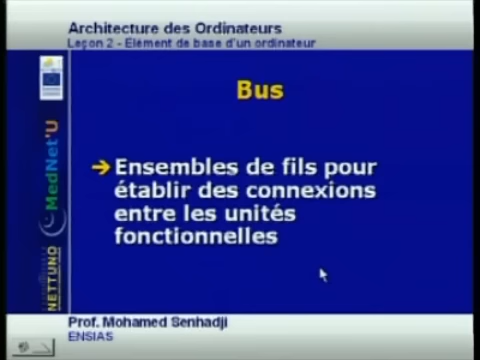 Architecture des Ordinateurs
Leçon 2 - Elément de base d'un ordinateur
Bus
Ensembles de fils pour
établir des connexions
entre les unités
fonctionnelles
MedNet'U
NETTUNO
Prof. Mohamed Senhadji
ENSIAS